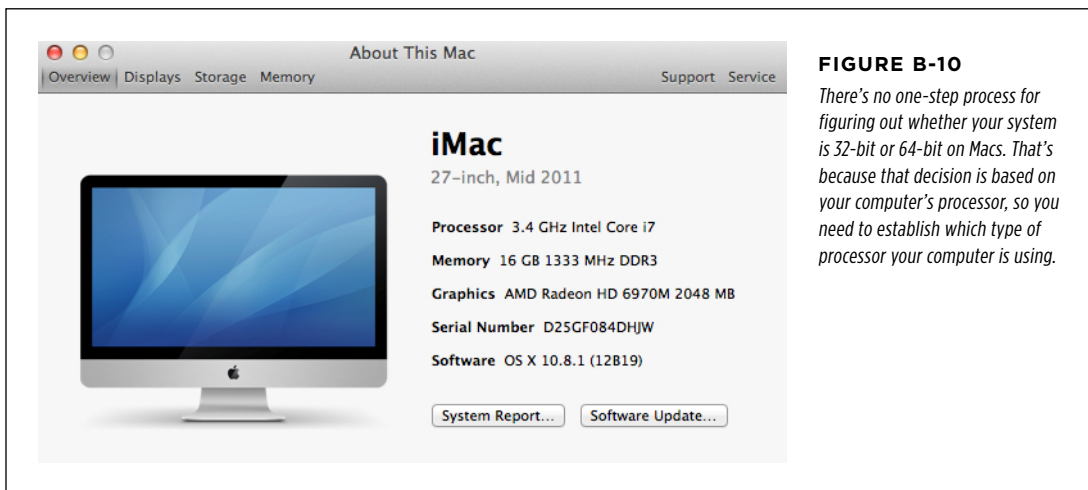 About This Mac
Overview Displays Storage Memory Support Service
iMac
27-inch, Mid 2011
Processor 3.4 GHz Intel Core i7
Memory 16 GB 1333 MHz DDR3
Graphics AMD Radeon HD 6970M 2048 MB
Serial Number D25GF084DHJW
Software OS X 10.8.1 (12B19)
System Report... Software Update...
FIGURE B-10
There's no one-step process for
figuring out whether your system
is 32-bit or 64-bit on Macs. That's
because that decision is based on
your computer's processor, so you
need to establish which type of
processor your computer is using.